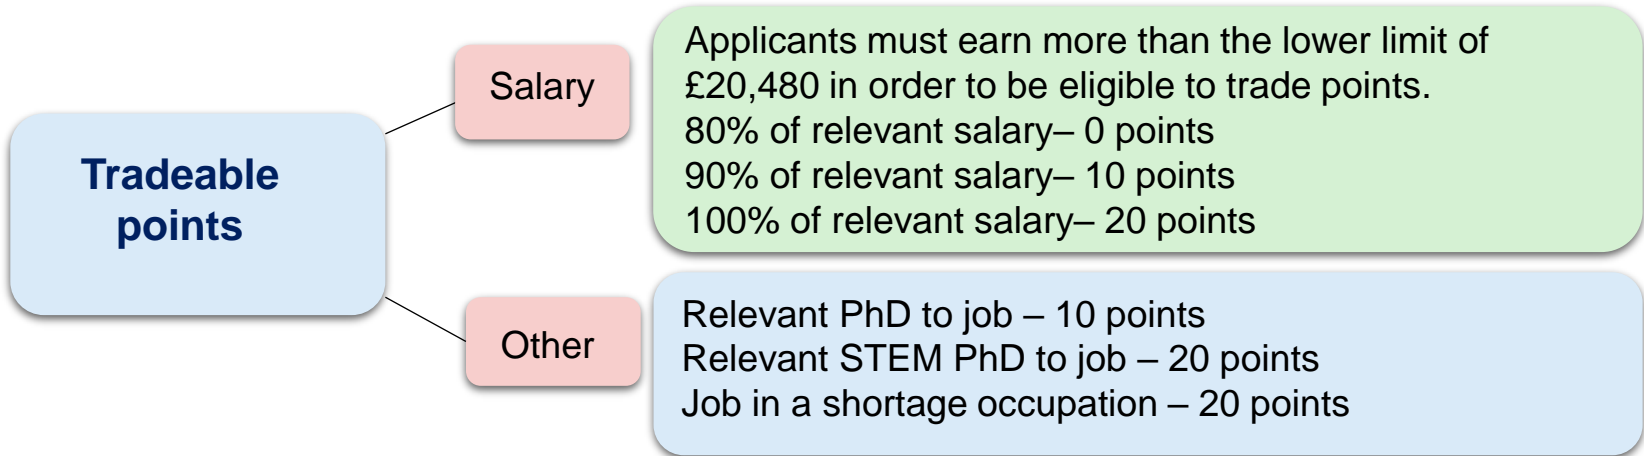 Tradeable
points
Salary
Applicants must earn more than the lower limit of
£20,480 in order to be eligible to trade points.
80% of relevant salary– 0 points
90% of relevant salary– 10 points
100% of relevant salary– 20 points
Other
Relevant PhD to job – 10 points
Relevant STEM PhD to job – 20 points
Job in a shortage occupation – 20 points